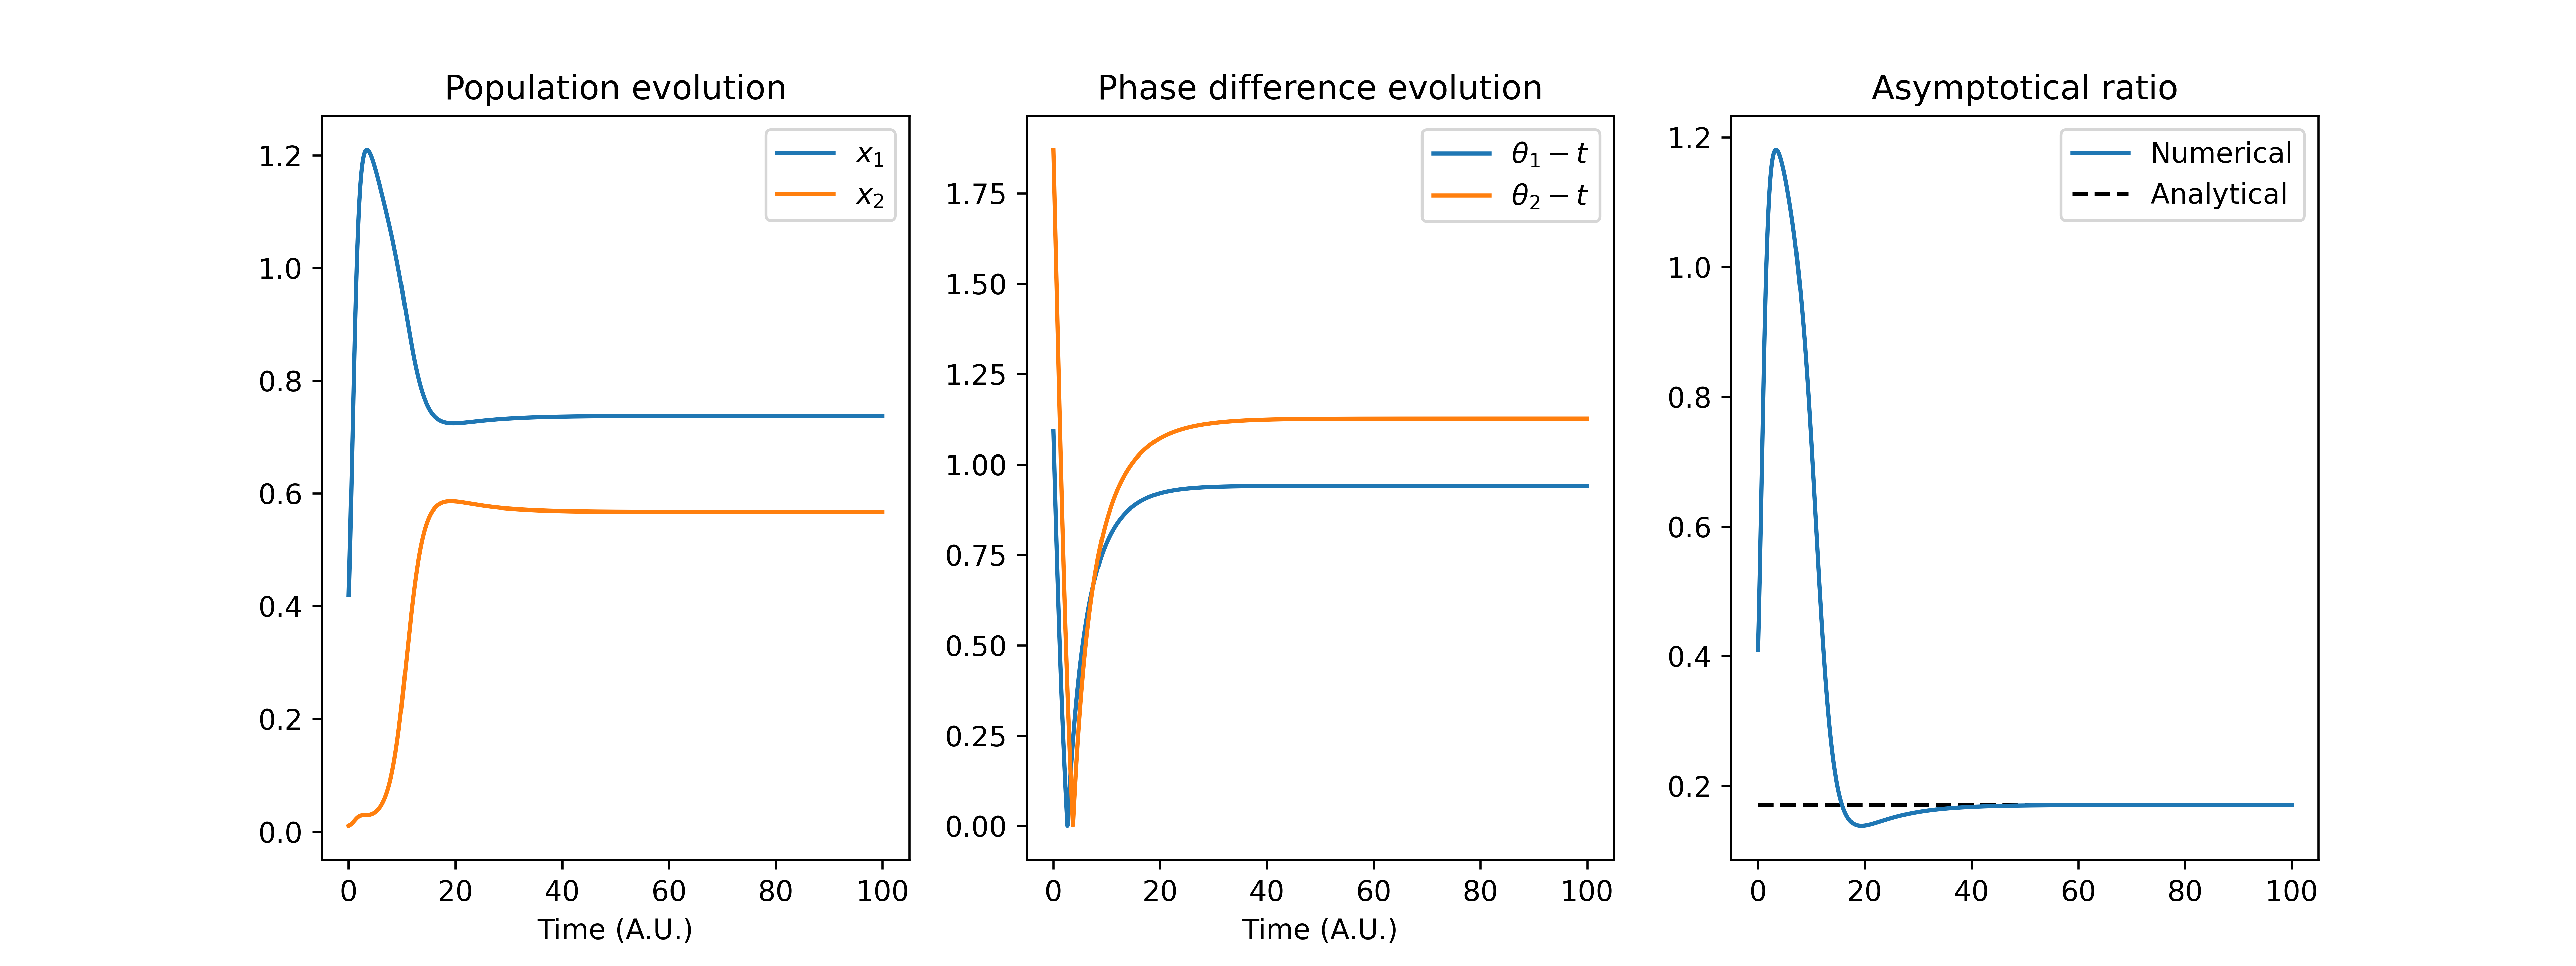 Population evolution
1.2
1.0
0.8
0.6
0.4
0.2
0.0
x₁
x₂
0 20 40 60 80 100
Time (A.U.)
Phase difference evolution
1.75
1.50
1.25
1.00
0.75
0.50
0.25
0.00
θ₁ − t
θ₂ − t
0 20 40 60 80 100
Time (A.U.)
Asymptotical ratio
1.2
1.0
0.8
0.6
0.4
0.2
Numerical
Analytical
0 20 40 60 80 100